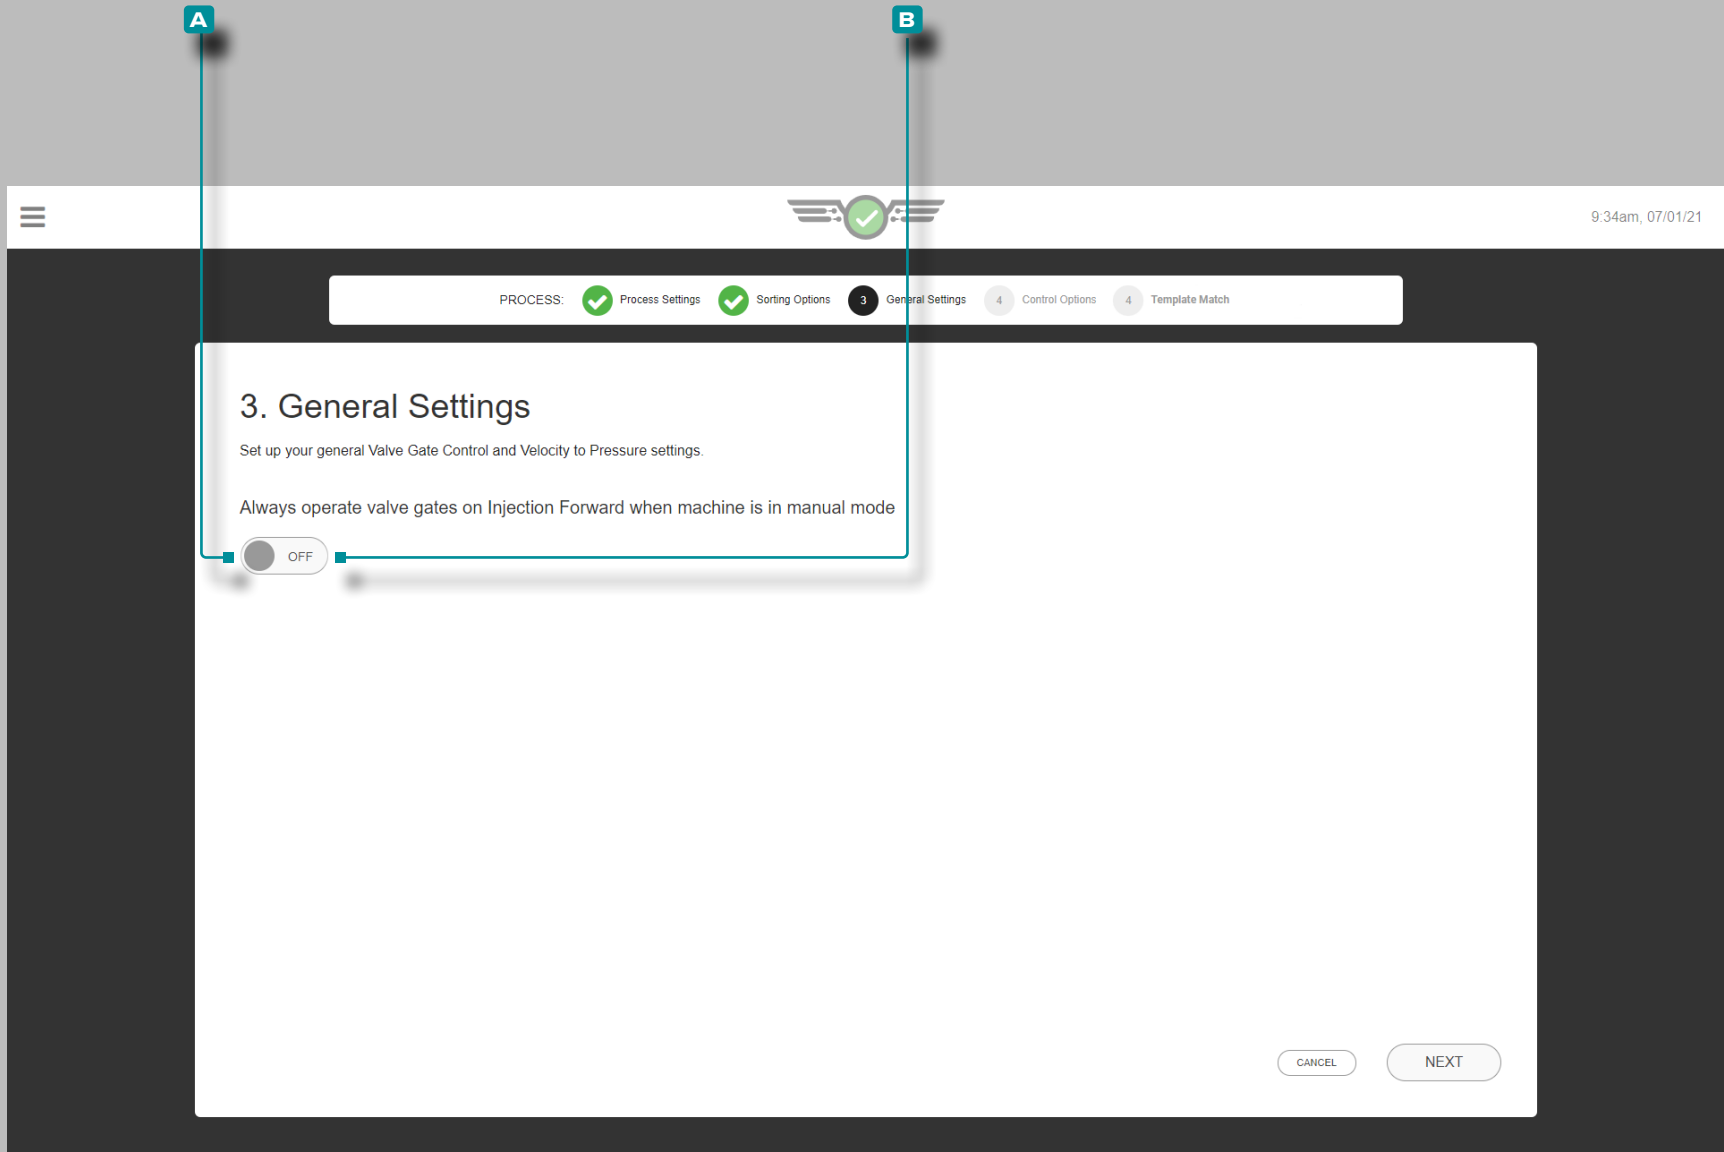 A B
9:34am, 07/01/21
PROCESS: Process Settings Sorting Options 3 General Settings 4 Control Options 4 Template Match
3. General Settings
Set up your general Valve Gate Control and Velocity to Pressure settings.
Always operate valve gates on Injection Forward when machine is in manual mode
OFF
CANCEL NEXT